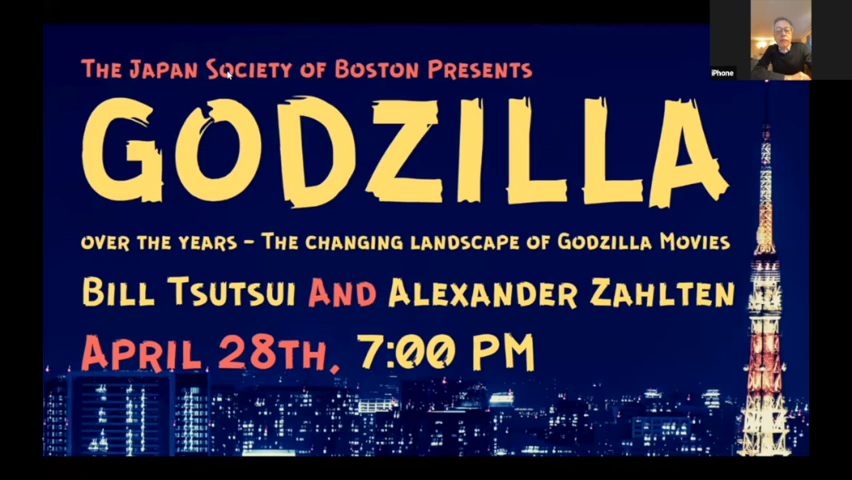 The Japan Society of Boston Presents
GODZILLA
over the years – The changing landscape of Godzilla Movies
Bill Tsutsui And Alexander Zahlten
April 28th, 7:00 PM
iPhone